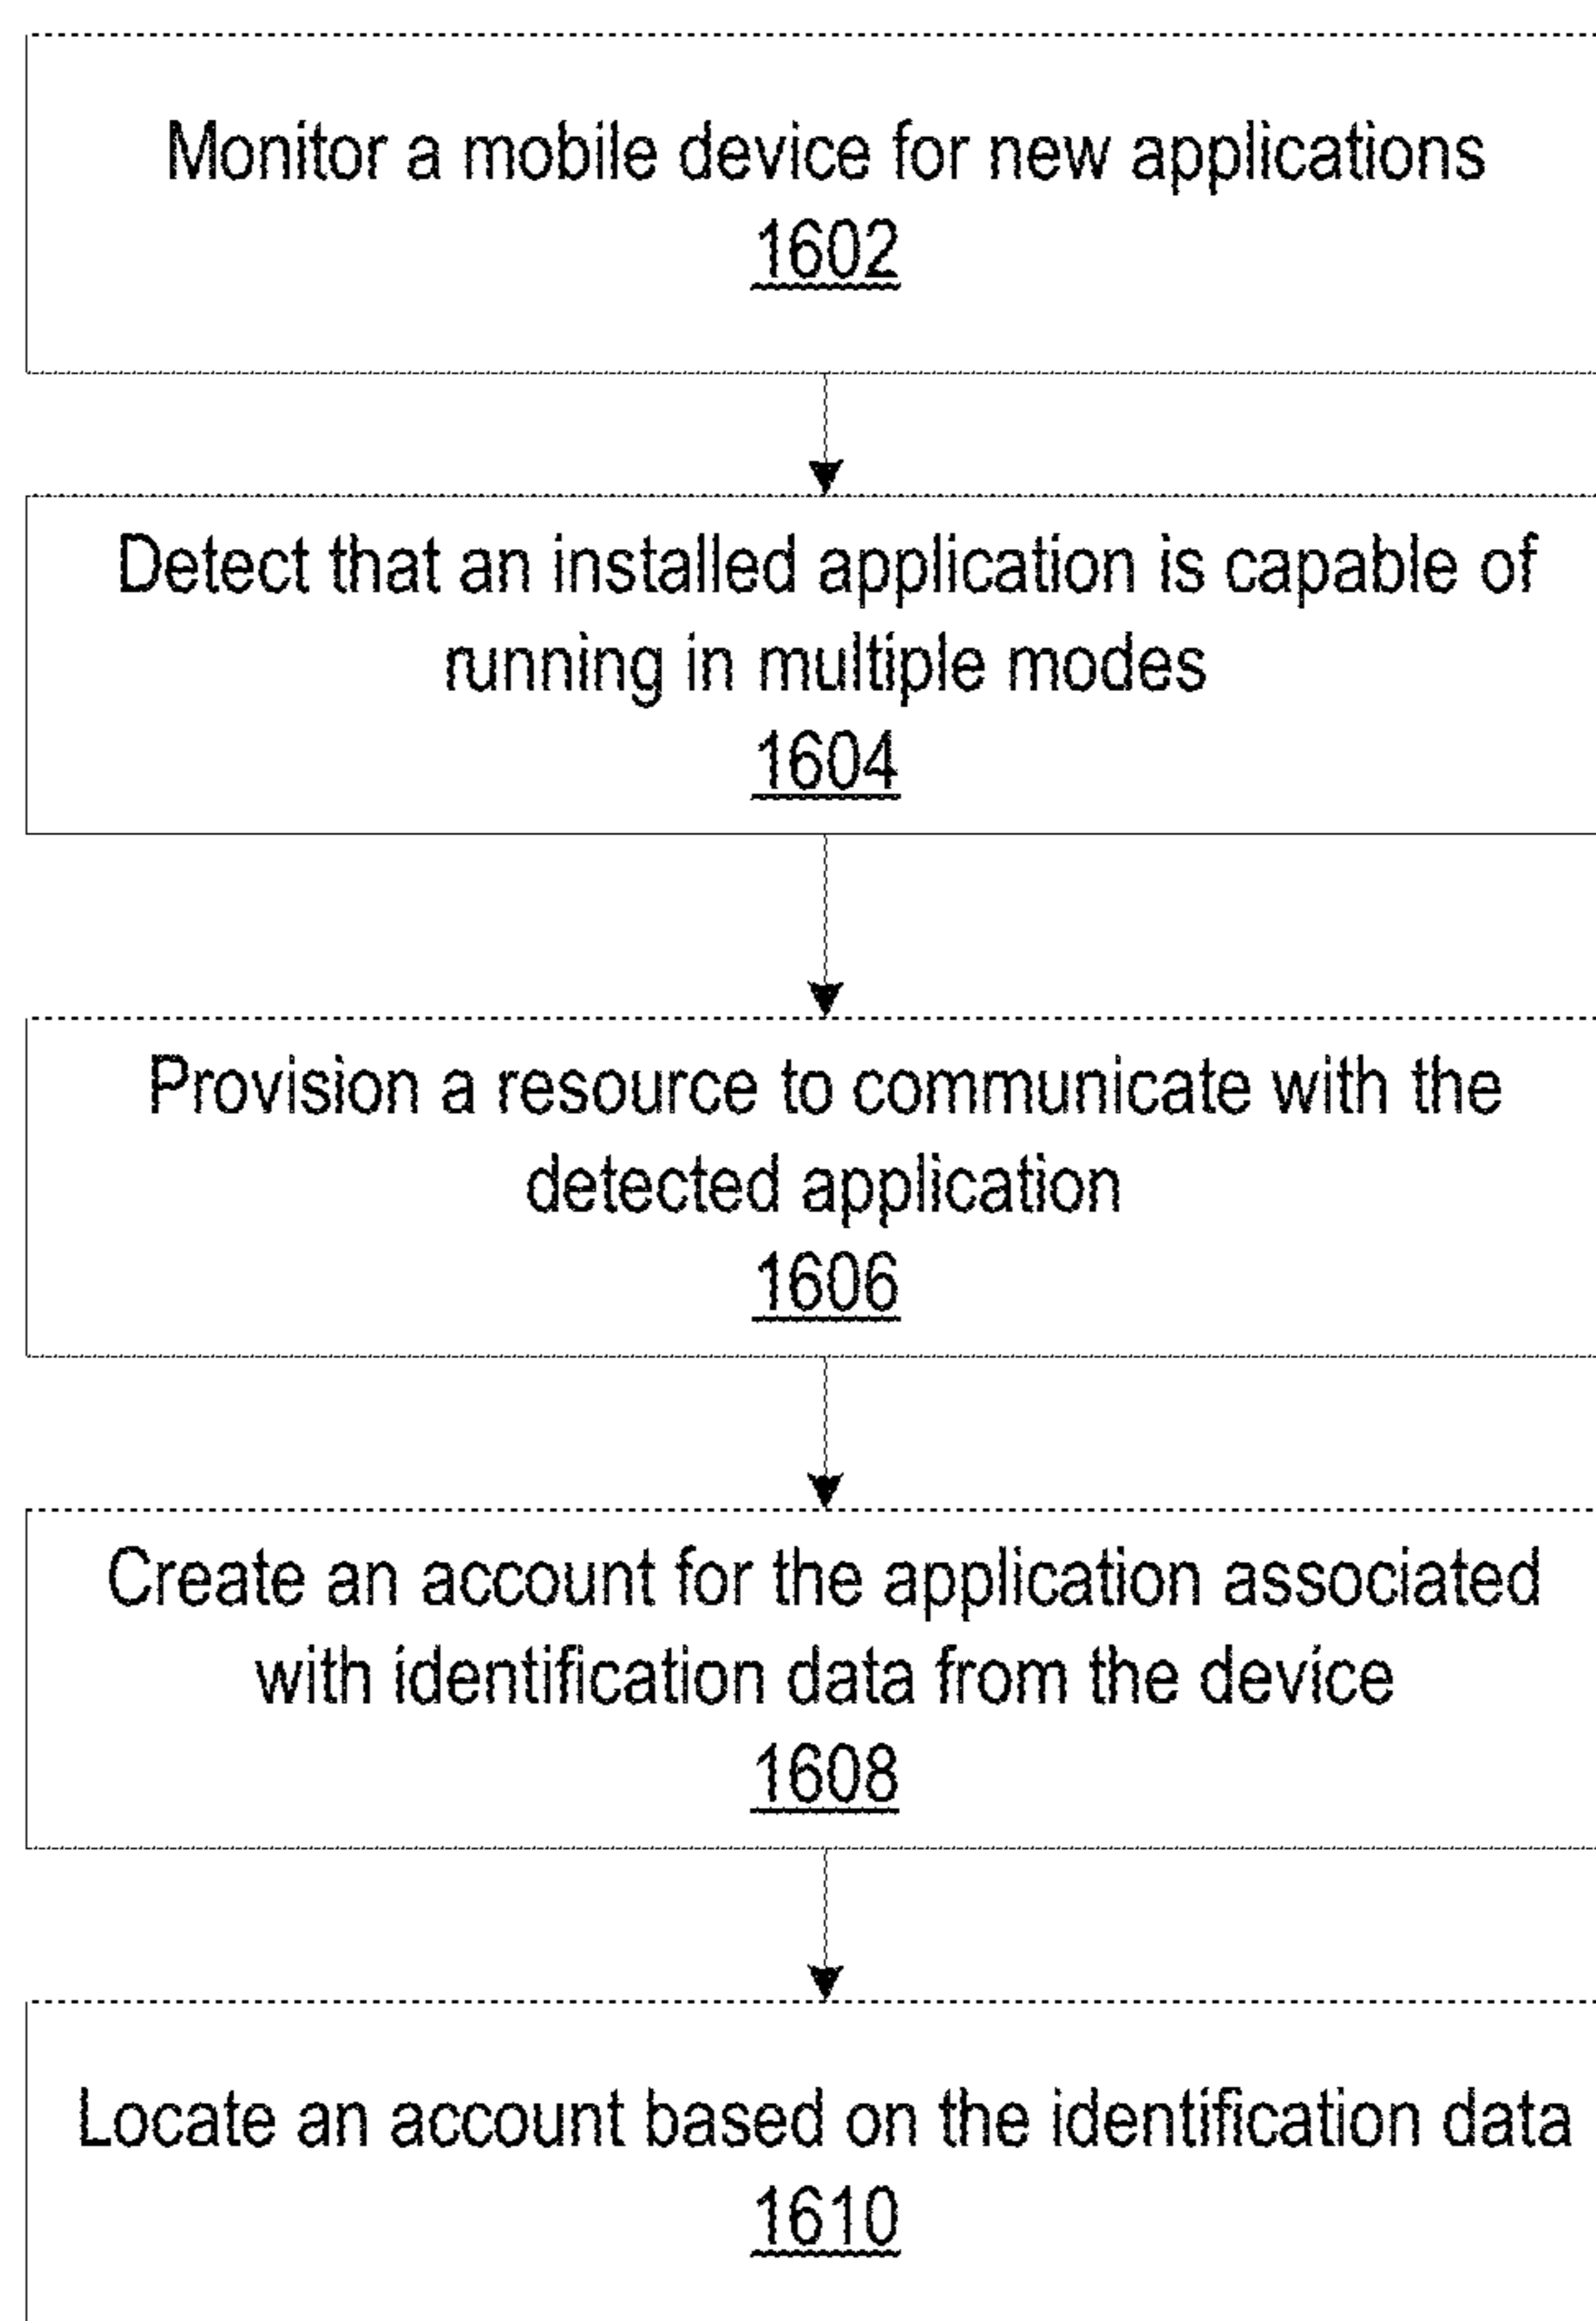 Monitor a mobile device for new applications
1602
Detect that an installed application is capable of
running in multiple modes
1604
Provision a resource to communicate with the
detected application
1606
Create an account for the application associated
with identification data from the device
1608
Locate an account based on the identification data
1610